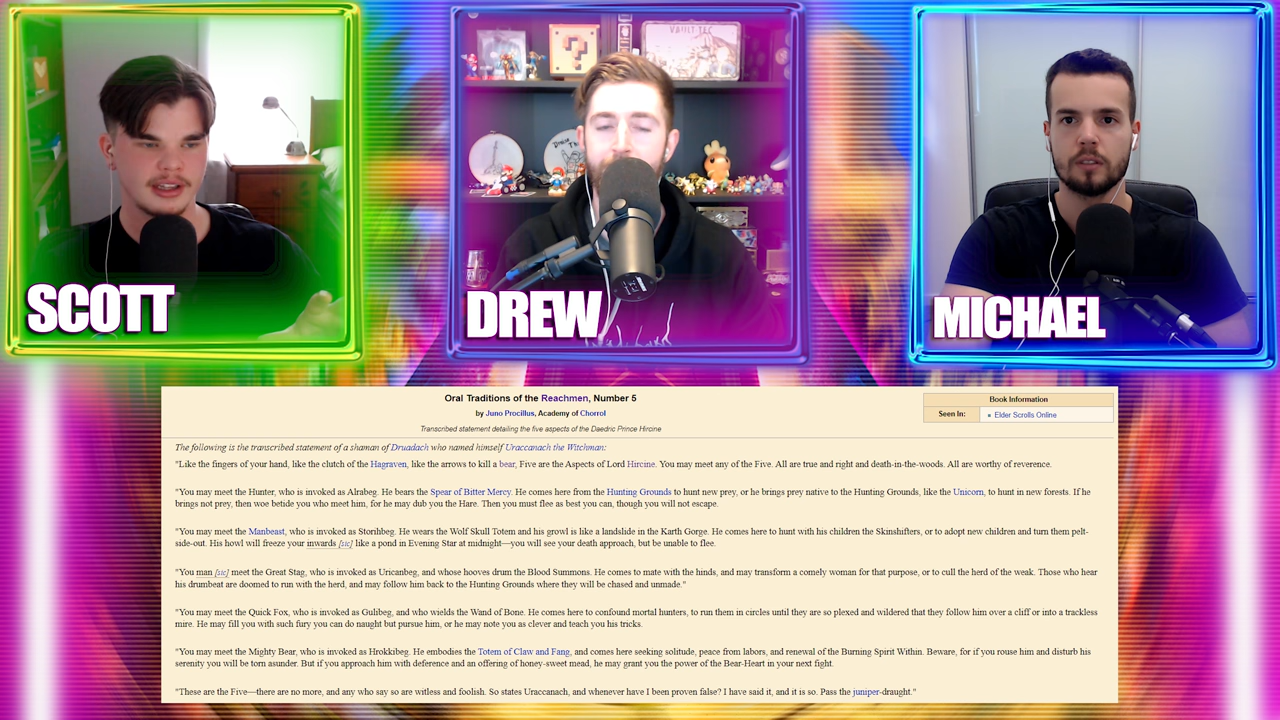 VAULT-TEC
SCOTT
DREW
MICHAEL
Oral Traditions of the Reachmen, Number 5
by Juno Procillus, Academy of Chorrol
Transcribed statement detailing the five aspects of the Daedric Prince Hircine
Book Information
Seen In:
Elder Scrolls Online
The following is the transcribed statement of a shaman of Druadach who named himself Uraccanach the Witchman:
"Like the fingers of your hand, like the clutch of the Hagraven, like the arrows to kill a bear, Five are the Aspects of Lord Hircine. You may meet any of the Five. All are true and right and death-in-the-woods. All are worthy of reverence.
"You may meet the Hunter, who is invoked as Alrabeg. He bears the Spear of Bitter Mercy. He comes here from the Hunting Grounds to hunt new prey, or he brings prey native to the Hunting Grounds, like the Unicorn, to hunt in new forests. If he
brings not prey, then woe betide you who meet him, for he may dub you the Hare. Then you must flee as best you can, though you will not escape.
"You may meet the Manbeast, who is invoked as Storihbeg. He wears the Wolf Skull Totem and his growl is like a landslide in the Karth Gorge. He comes here to hunt with his children the Skinshifters, or to adopt new children and turn them pelt-
side-out. His howl will freeze your inwards [sic] like a pond in Evening Star at midnight—you will see your death approach, but be unable to flee.
"You man [sic] meet the Great Stag, who is invoked as Uricanbeg, and whose hooves drum the Blood Summons. He comes to mate with the hinds, and may transform a comely woman for that purpose, or to cull the herd of the weak. Those who hear
his drumbeat are doomed to run with the herd, and may follow him back to the Hunting Grounds where they will be chased and unmade."
"You may meet the Quick Fox, who is invoked as Gulibeg, and who wields the Wand of Bone. He comes here to confound mortal hunters, to run them in circles until they are so plexed and wildered that they follow him over a cliff or into a trackless
mire. He may fill you with such fury you can do naught but pursue him, or he may note you as clever and teach you his tricks.
"You may meet the Mighty Bear, who is invoked as Hrokkibeg. He embodies the Totem of Claw and Fang, and comes here seeking solitude, peace from labors, and renewal of the Burning Spirit Within. Beware, for if you rouse him and disturb his
serenity you will be torn asunder. But if you approach him with deference and an offering of honey-sweet mead, he may grant you the power of the Bear-Heart in your next fight.
"These are the Five—there are no more, and any who say so are witless and foolish. So states Uraccanach, and whenever have I been proven false? I have said it, and it is so. Pass the juniper-draught."